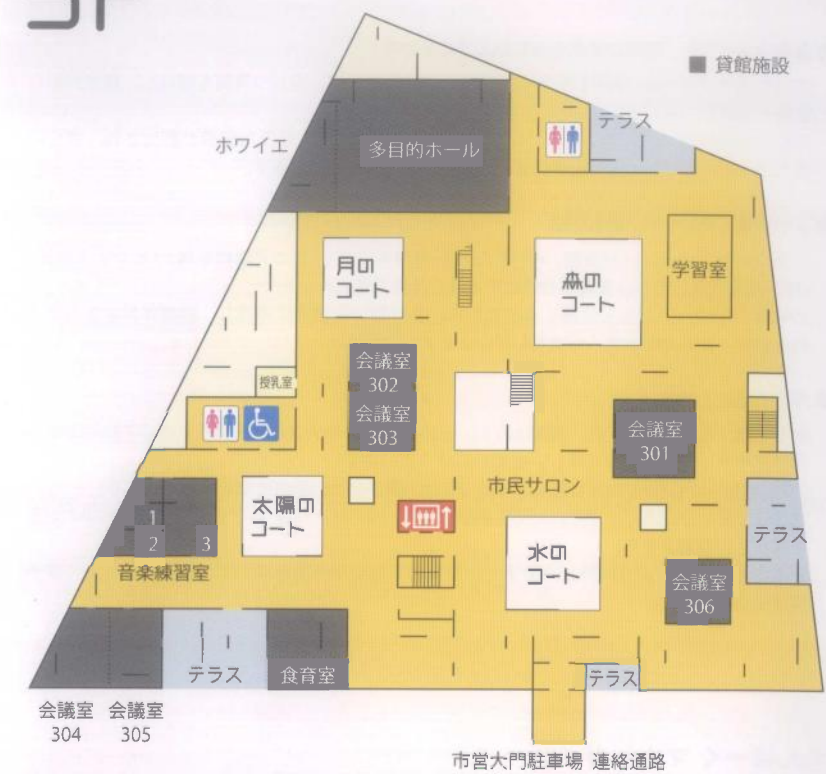 3F
■ 貸館施設
テラス
ホワイエ
多目的ホール
月の
コート
森の
コート
学習室
会議室
302
授乳室
会議室
303
会議室
301
市民サロン
太陽の
コート
1
2
3
音楽練習室
水の
コート
テラス
会議室
306
テラス
食育室
テラス
会議室
304
会議室
305
市営大門駐車場 連絡通路